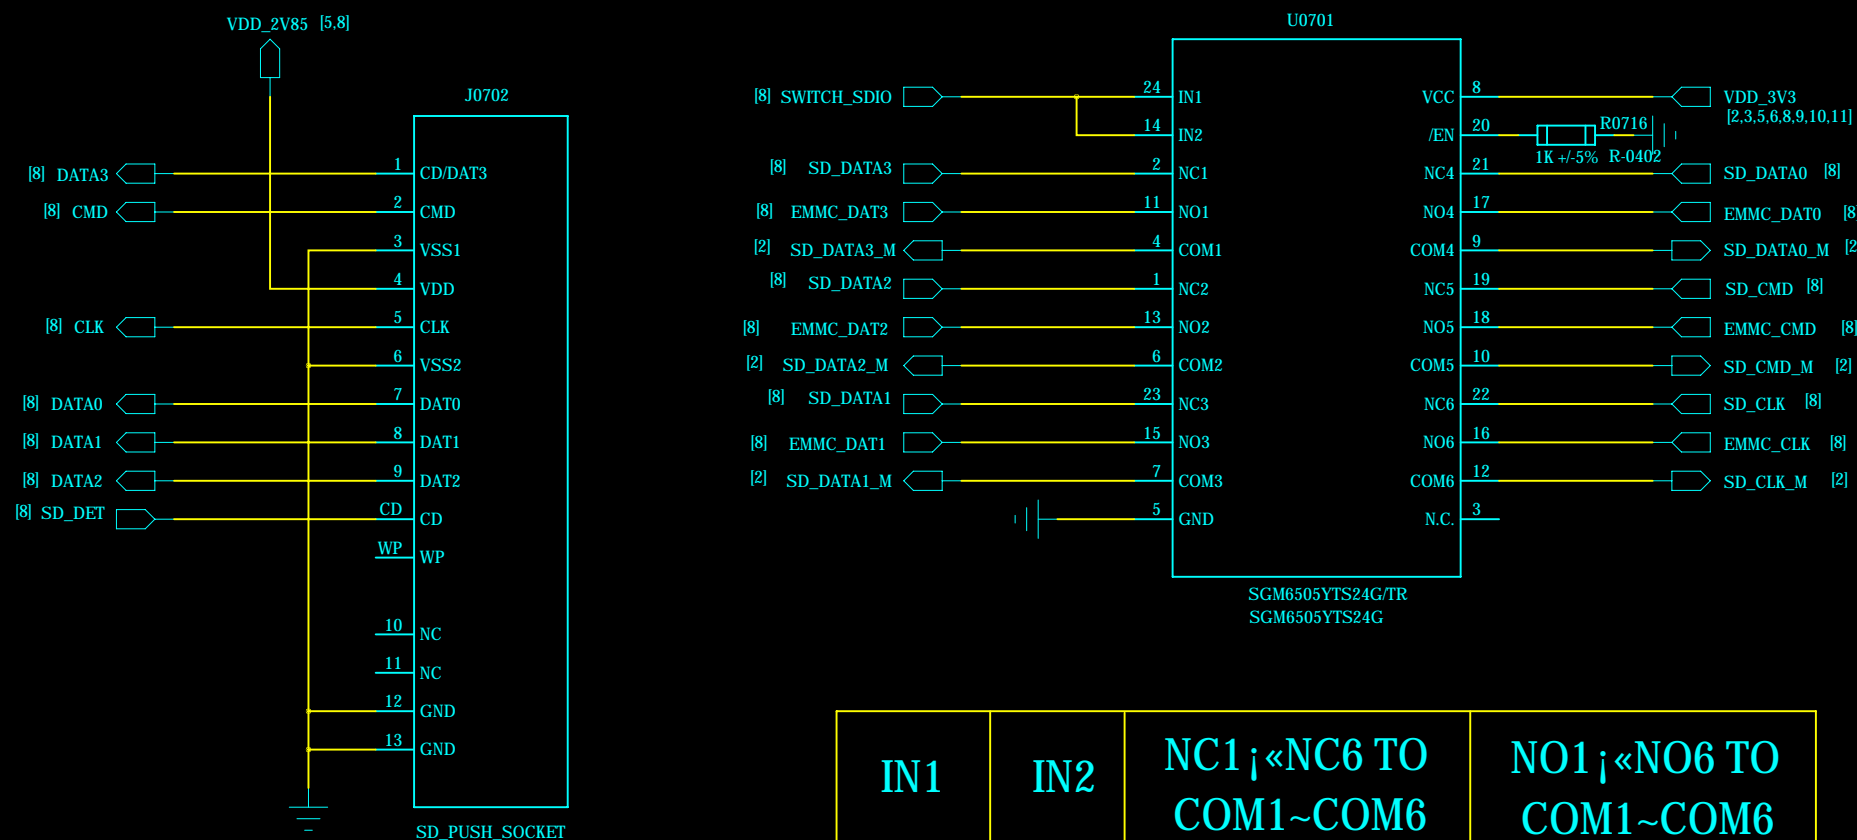 VDD_2V85 [5,8]
J0702
[8] DATA3
1
CD/DAT3
[8] CMD
2
CMD
3
VSS1
4
VDD
[8] CLK
5
CLK
6
VSS2
[8] DATA0
7
DAT0
[8] DATA1
8
DAT1
[8] DATA2
9
DAT2
[8] SD_DET
CD
CD
WP
WP
10
NC
11
NC
12
GND
13
GND
SD_PUSH_SOCKET
U0701
[8] SWITCH_SDIO
24
IN1
14
IN2
[8] SD_DATA3
2
NC1
[8] EMMC_DAT3
11
NO1
[2] SD_DATA3_M
4
COM1
[8] SD_DATA2
1
NC2
[8] EMMC_DAT2
13
NO2
[2] SD_DATA2_M
6
COM2
[8] SD_DATA1
23
NC3
[8] EMMC_DAT1
15
NO3
[2] SD_DATA1_M
7
COM3
5
GND
VCC
8
VDD_3V3
[2,3,5,6,8,9,10,11]
/EN
20
R0716
1K +/-5% R-0402
NC4
21
SD_DATA0 [8]
NO4
17
EMMC_DAT0 [8]
COM4
9
SD_DATA0_M [2
NC5
19
SD_CMD [8]
NO5
18
EMMC_CMD [8]
COM5
10
SD_CMD_M [2]
NC6
22
SD_CLK [8]
NO6
16
EMMC_CLK [8]
COM6
12
SD_CLK_M [2]
N.C.
3
SGM6505YTS24G/TR
SGM6505YTS24G
IN1
IN2
NC1¡«NC6 TO
COM1~COM6
NO1¡«NO6 TO
COM1~COM6